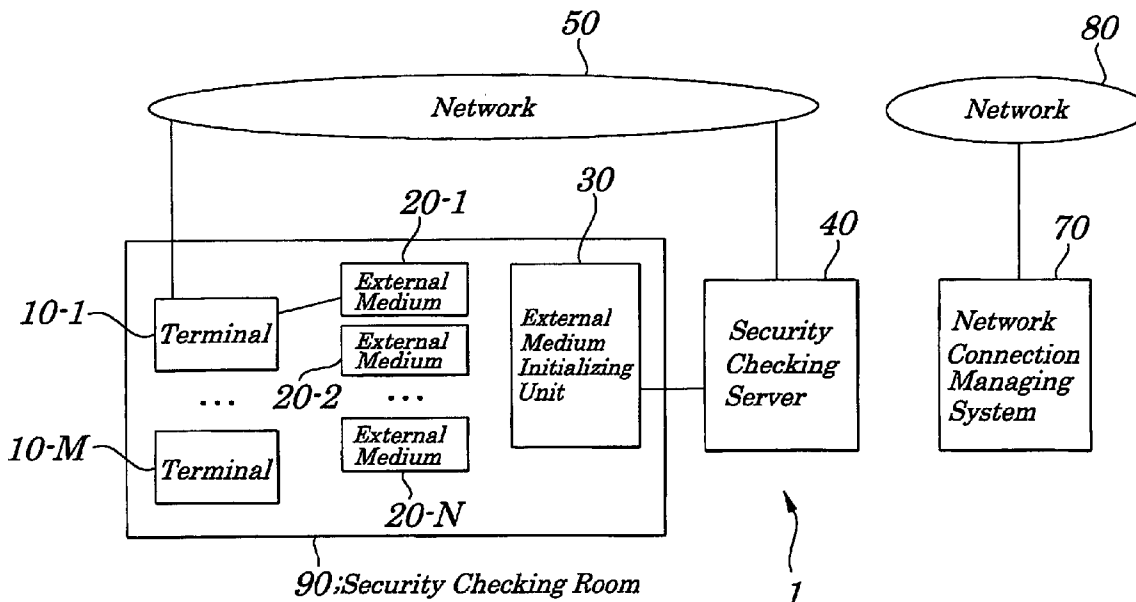 50
80
Network
Network
20-1
30
40
70
10-1
Terminal
External
Medium
External
Medium
20-2
...
...
External
Medium
Initializing
Unit
Security
Checking
Server
Network
Connection
Managing
System
10-M
Terminal
External
Medium
20-N
90;Security Checking Room
1